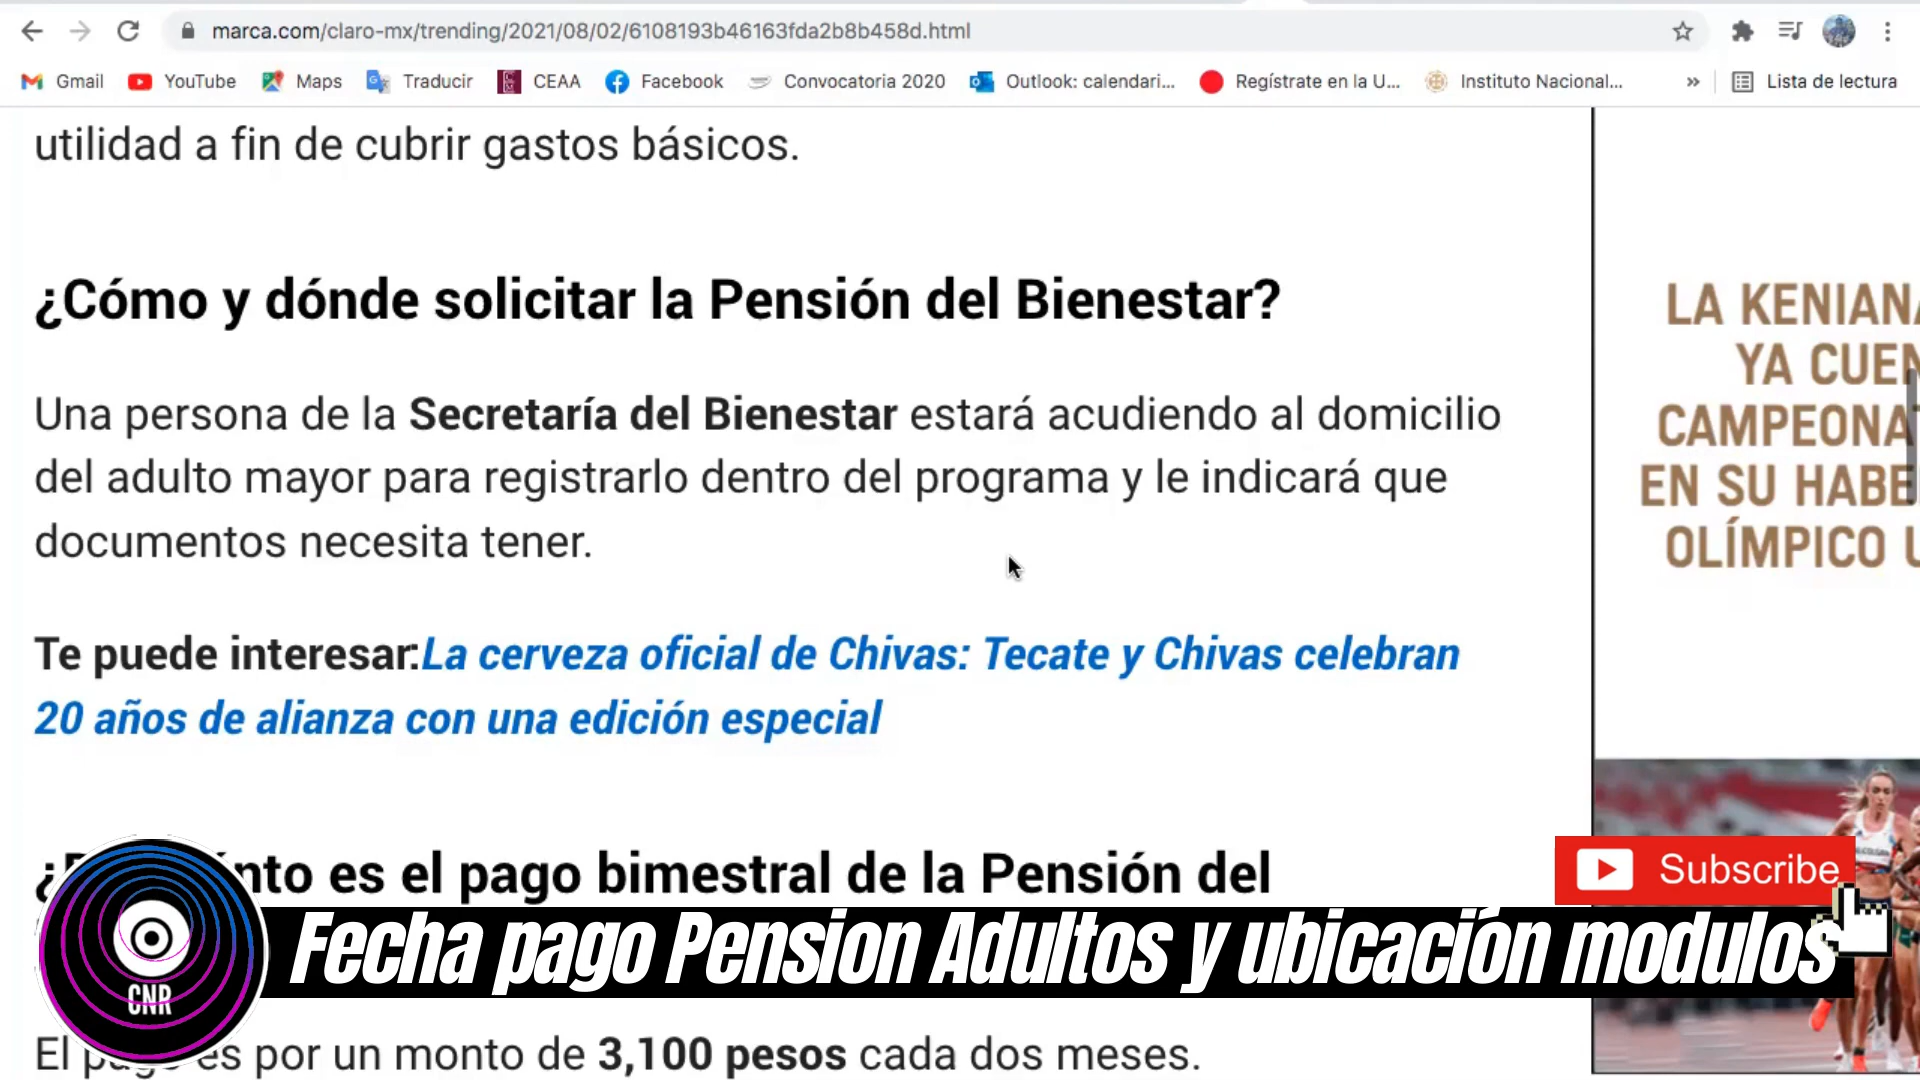 marca.com/claro-mx/trending/2021/08/02/6108193b46163fda2b8b458d.html
Gmail YouTube Maps Traducir CEAA Facebook Convocatoria 2020 Outlook: calendari... Regístrate en la U... Instituto Nacional... » Lista de lectura
utilidad a fin de cubrir gastos básicos.
¿Cómo y dónde solicitar la Pensión del Bienestar?
Una persona de la Secretaría del Bienestar estará acudiendo al domicilio
del adulto mayor para registrarlo dentro del programa y le indicará que
documentos necesita tener.
Te puede interesar:La cerveza oficial de Chivas: Tecate y Chivas celebran
20 años de alianza con una edición especial
es el pago bimestral de la Pensión del
El es por un monto de 3,100 pesos cada dos meses.
LA KENIANA
YA
CAMPEONA
EN SU
OLÍMPICO
Subscribe
Fecha pago Pension Adultos y ubicación modulos
CNR